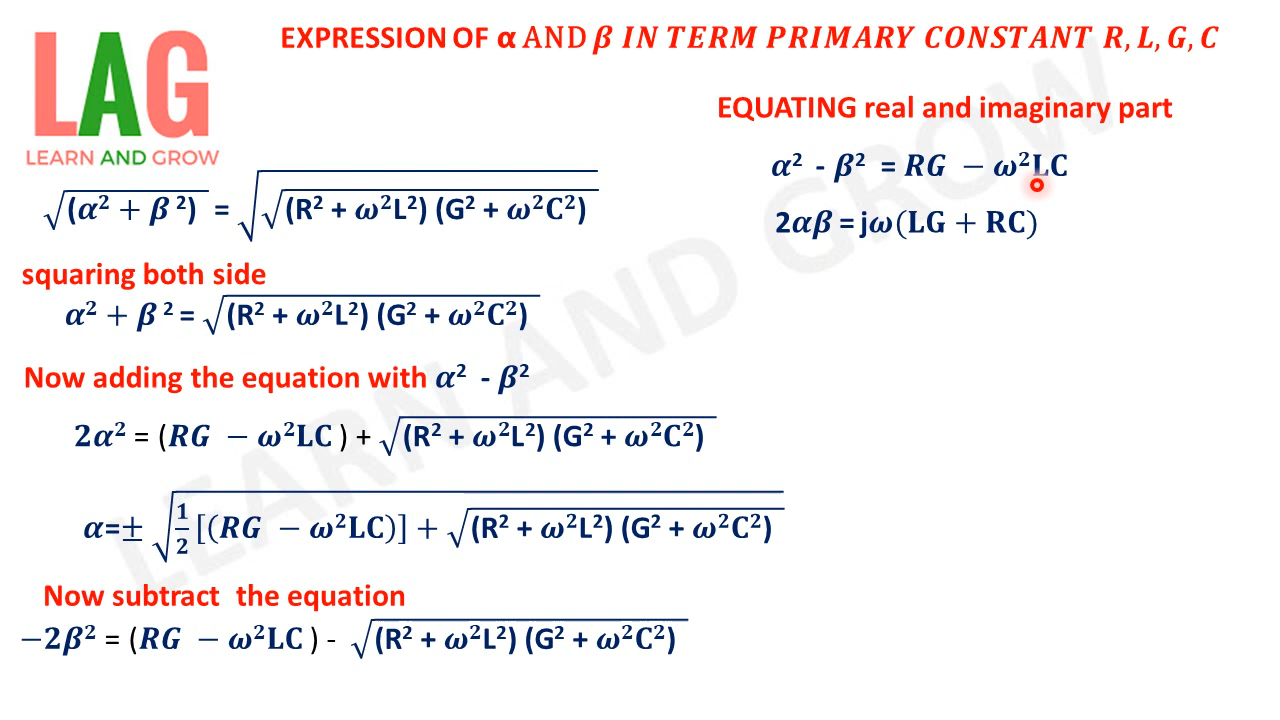 LAG
LEARN AND GROW
EXPRESSION OF α AND β IN TERM PRIMARY CONSTANT R, L, G, C
EQUATING real and imaginary part
α² - β² = RG − ω²LC
2αβ = jω(LG + RC)
√(α² + β ²) = √√(R² + ω²L²) (G² + ω²C²)
squaring both side
α² + β ² = √(R² + ω²L²) (G² + ω²C²)
Now adding the equation with α² - β²
2α² = (RG − ω²LC ) + √(R² + ω²L²) (G² + ω²C²)
α=± √½[(RG − ω²LC)] + √(R² + ω²L²) (G² + ω²C²)
Now subtract the equation
−2β² = (RG − ω²LC ) - √(R² + ω²L²) (G² + ω²C²)
LEARN AND GROW